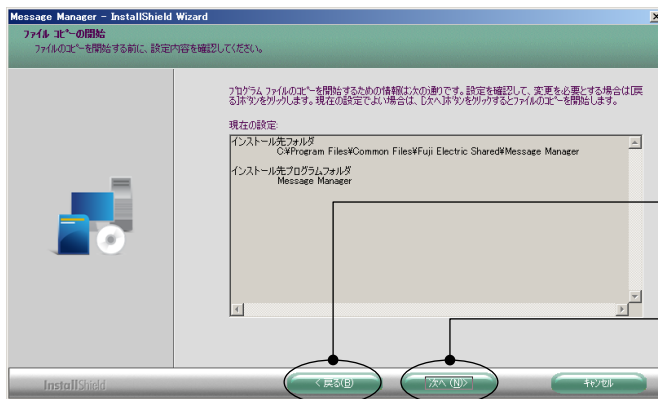 Message Manager - InstallShield Wizard
ファイル コピーの開始
ファイルのコピーを開始する前に、設定内容を確認してください。
プログラム ファイルのコピーを開始するための情報は次の通りです。設定を確認して、変更を必要とする場合は[戻
る]ボタンをクリックします。現在の設定でよい場合は、[次へ]ボタンをクリックするとファイルのコピーを開始します。
現在の設定:
インストール先フォルダ
C:¥Program Files¥Common Files¥Fuji Electric Shared¥Message Manager
インストール先プログラムフォルダ
Message Manager
InstallShield
< 戻る(B)
次へ (N)>
キャンセル